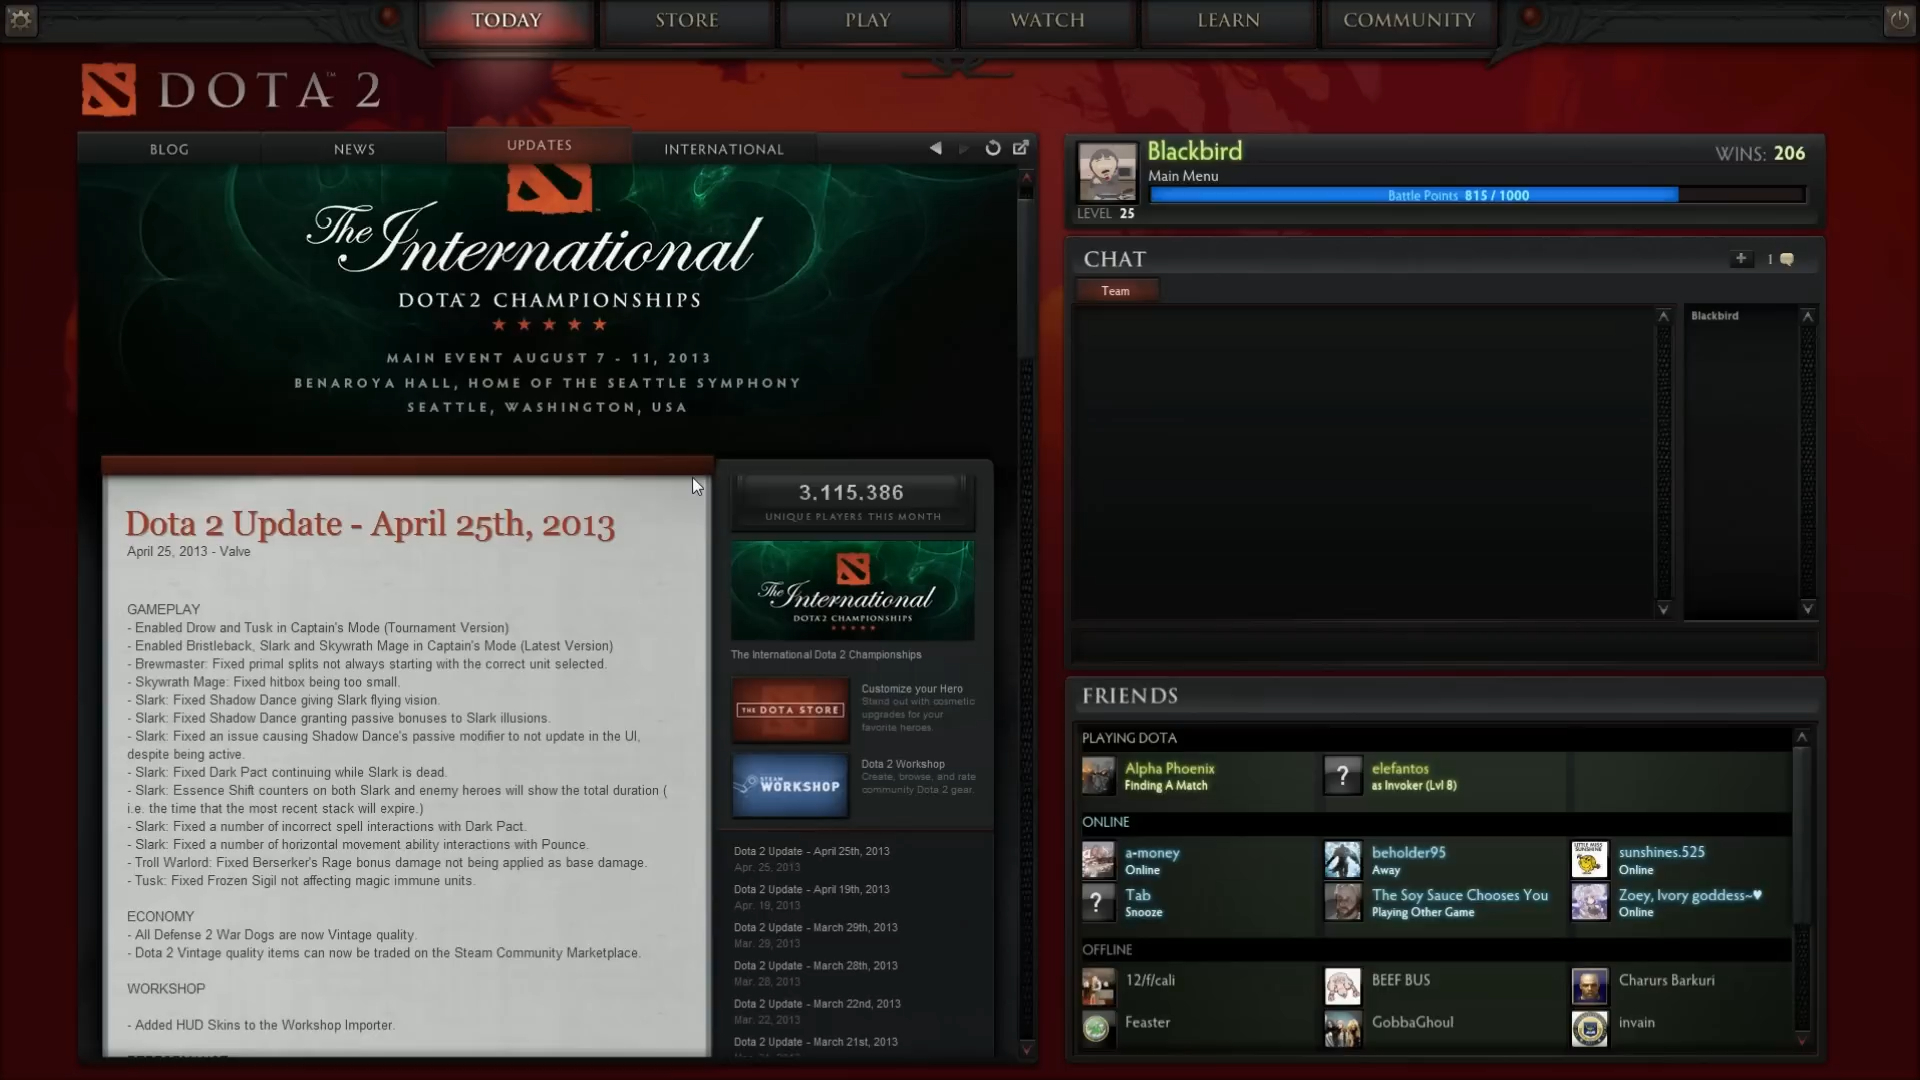 TODAY
STORE
PLAY
WATCH
LEARN
COMMUNITY
DOTA™ 2
BLOG
NEWS
UPDATES
INTERNATIONAL
The International
DOTA™2 CHAMPIONSHIPS
MAIN EVENT AUGUST 7 - 11, 2013
BENAROYA HALL, HOME OF THE SEATTLE SYMPHONY
SEATTLE, WASHINGTON, USA
Dota 2 Update - April 25th, 2013
April 25, 2013 - Valve
GAMEPLAY
- Enabled Drow and Tusk in Captain's Mode (Tournament Version)
- Enabled Bristleback, Slark and Skywrath Mage in Captain's Mode (Latest Version)
- Brewmaster: Fixed primal splits not always starting with the correct unit selected.
- Skywrath Mage: Fixed hitbox being too small.
- Slark: Fixed Shadow Dance giving Slark flying vision.
- Slark: Fixed Shadow Dance granting passive bonuses to Slark illusions.
- Slark: Fixed an issue causing Shadow Dance's passive modifier to not update in the UI,
despite being active.
- Slark: Fixed Dark Pact continuing while Slark is dead.
- Slark: Essence Shift counters on both Slark and enemy heroes will show the total duration (
i.e. the time that the most recent stack will expire.)
- Slark: Fixed a number of incorrect spell interactions with Dark Pact.
- Slark: Fixed a number of horizontal movement ability interactions with Pounce.
- Troll Warlord: Fixed Berserker's Rage bonus damage not being applied as base damage.
- Tusk: Fixed Frozen Sigil not affecting magic immune units.
ECONOMY
- All Defense 2 War Dogs are now Vintage quality.
- Dota 2 Vintage quality items can now be traded on the Steam Community Marketplace.
WORKSHOP
- Added HUD Skins to the Workshop Importer.
3.115.386
UNIQUE PLAYERS THIS MONTH
The International
DOTA™2 CHAMPIONSHIPS
The International Dota 2 Championships
THE DOTA STORE
Customize your Hero
Stand out with cosmetic
upgrades for your
favorite heroes.
STEAM
WORKSHOP
Dota 2 Workshop
Create, browse, and rate
community Dota 2 gear.
Dota 2 Update - April 25th, 2013
Apr. 25, 2013
Dota 2 Update - April 19th, 2013
Apr. 19, 2013
Dota 2 Update - March 29th, 2013
Mar. 29, 2013
Dota 2 Update - March 28th, 2013
Mar. 28, 2013
Dota 2 Update - March 22nd, 2013
Mar. 22, 2013
Dota 2 Update - March 21st, 2013
Blackbird
WINS: 206
Main Menu
Battle Points 815 / 1000
LEVEL 25
CHAT
+ 1
Team
Blackbird
FRIENDS
PLAYING DOTA
Alpha Phoenix
Finding A Match
? elefantos
as Invoker (Lvl 8)
ONLINE
a-money
Online
beholder95
Away
LITTLE MISS
SUNSHINE
sunshines.525
Online
? Tab
Snooze
The Soy Sauce Chooses You
Playing Other Game
Zoey, Ivory goddess~♥
Online
OFFLINE
12/f/cali
BEEF BUS
Charurs Barkuri
Feaster
GobbaGhoul
invain